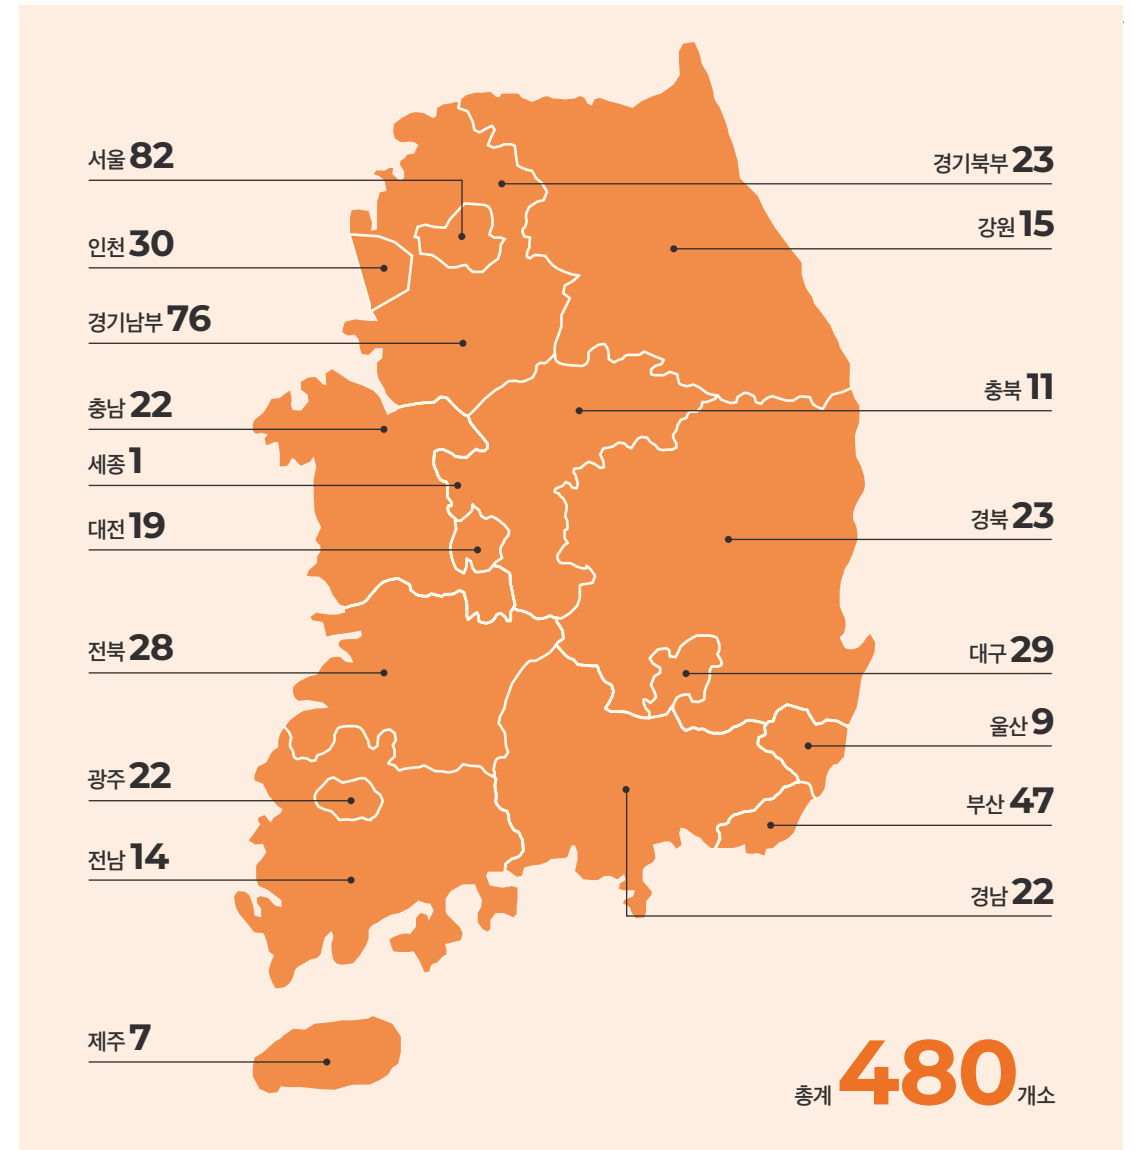 서울 82
인천 30
경기남부 76
충남 22
세종 1
대전 19
전북 28
광주 22
전남 14
제주 7
경기북부 23
강원 15
충북 11
경북 23
대구 29
울산 9
부산 47
경남 22
총계 480개소